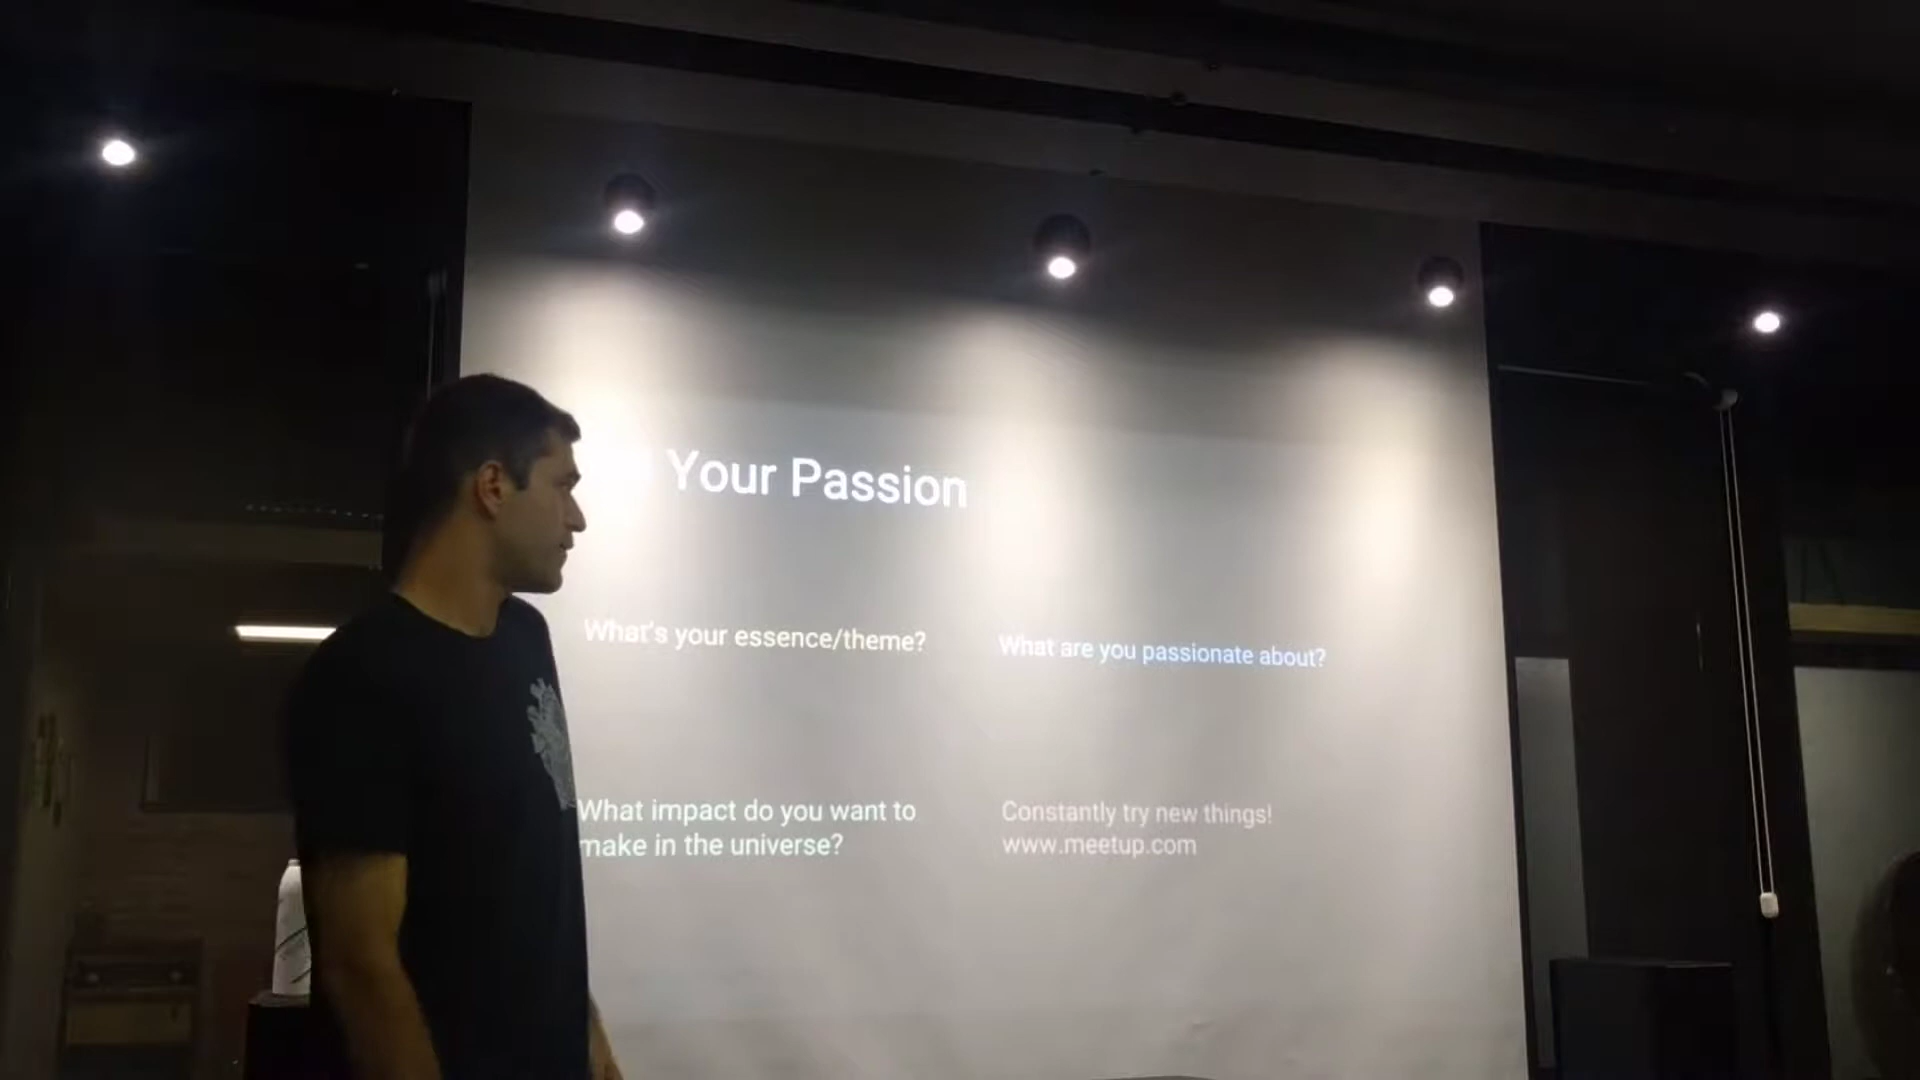 Your Passion
What's your essence/theme?
What are you passionate about?
What impact do you want to
make in the universe?
Constantly try new things!
www.meetup.com